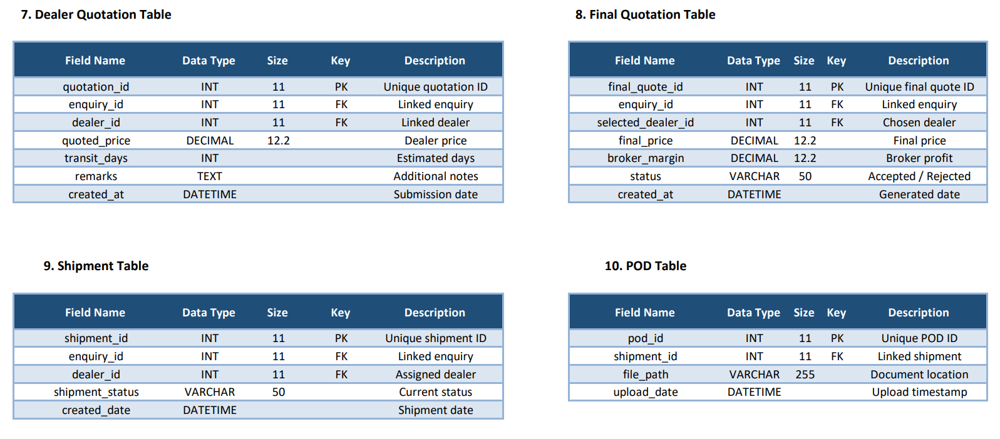 7. Dealer Quotation Table
Field Name Data Type Size Key Description
quotation_id INT 11 PK Unique quotation ID
enquiry_id INT 11 FK Linked enquiry
dealer_id INT 11 FK Linked dealer
quoted_price DECIMAL 12.2 Dealer price
transit_days INT Estimated days
remarks TEXT Additional notes
created_at DATETIME Submission date
8. Final Quotation Table
Field Name Data Type Size Key Description
final_quote_id INT 11 PK Unique final quote ID
enquiry_id INT 11 FK Linked enquiry
selected_dealer_id INT 11 FK Chosen dealer
final_price DECIMAL 12.2 Final price
broker_margin DECIMAL 12.2 Broker profit
status VARCHAR 50 Accepted / Rejected
created_at DATETIME Generated date
9. Shipment Table
Field Name Data Type Size Key Description
shipment_id INT 11 PK Unique shipment ID
enquiry_id INT 11 FK Linked enquiry
dealer_id INT 11 FK Assigned dealer
shipment_status VARCHAR 50 Current status
created_date DATETIME Shipment date
10. POD Table
Field Name Data Type Size Key Description
pod_id INT 11 PK Unique POD ID
shipment_id INT 11 FK Linked shipment
file_path VARCHAR 255 Document location
upload_date DATETIME Upload timestamp